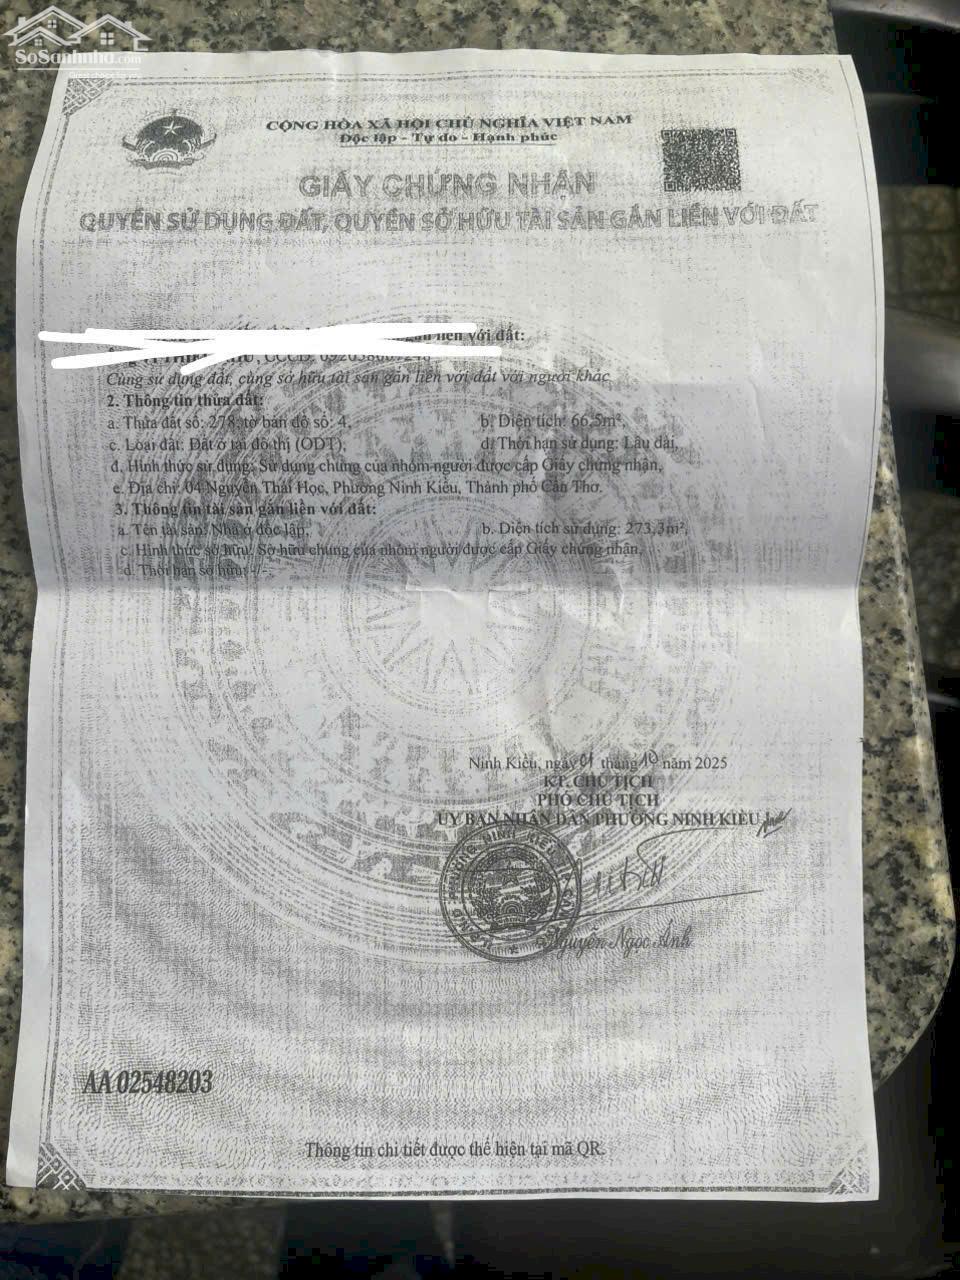 SoSanhnha.com
CỘNG HÒA XÃ HỘI CHỦ NGHĨA VIỆT NAM
Độc lập - Tự do - Hạnh phúc
GIẤY CHỨNG NHẬN
QUYỀN SỬ DỤNG ĐẤT, QUYỀN SỞ HỮU TÀI SẢN GẮN LIỀN VỚI ĐẤT
gắn liền với đất:
Cùng sử dụng đất, cùng sở hữu tài sản gắn liền với đất với người khác
2. Thông tin thửa đất:
a. Thửa đất số: 278, tờ bản đồ số: 4, b. Diện tích: 66,5m²,
c. Loại đất: Đất ở tại đô thị (ODT), d. Thời hạn sử dụng: Lâu dài,
đ. Hình thức sử dụng: Sử dụng chung của nhóm người được cấp Giấy chứng nhận,
e. Địa chỉ: 04 Nguyễn Thái Học, Phường Ninh Kiều, Thành phố Cần Thơ.
3. Thông tin tài sản gắn liền với đất:
a. Tên tài sản: Nhà ở độc lập, b. Diện tích sử dụng: 273,3m²,
c. Hình thức sở hữu: Sở hữu chung của nhóm người được cấp Giấy chứng nhận,
d. Thời hạn sở hữu: -/-
Ninh Kiều, ngày 01 tháng 10 năm 2025
KT. CHỦ TỊCH
PHÓ CHỦ TỊCH
ỦY BAN NHÂN DÂN PHƯỜNG NINH KIỀU
Nguyễn Ngọc Ánh
AA 02548203
Thông tin chi tiết được thể hiện tại mã QR.